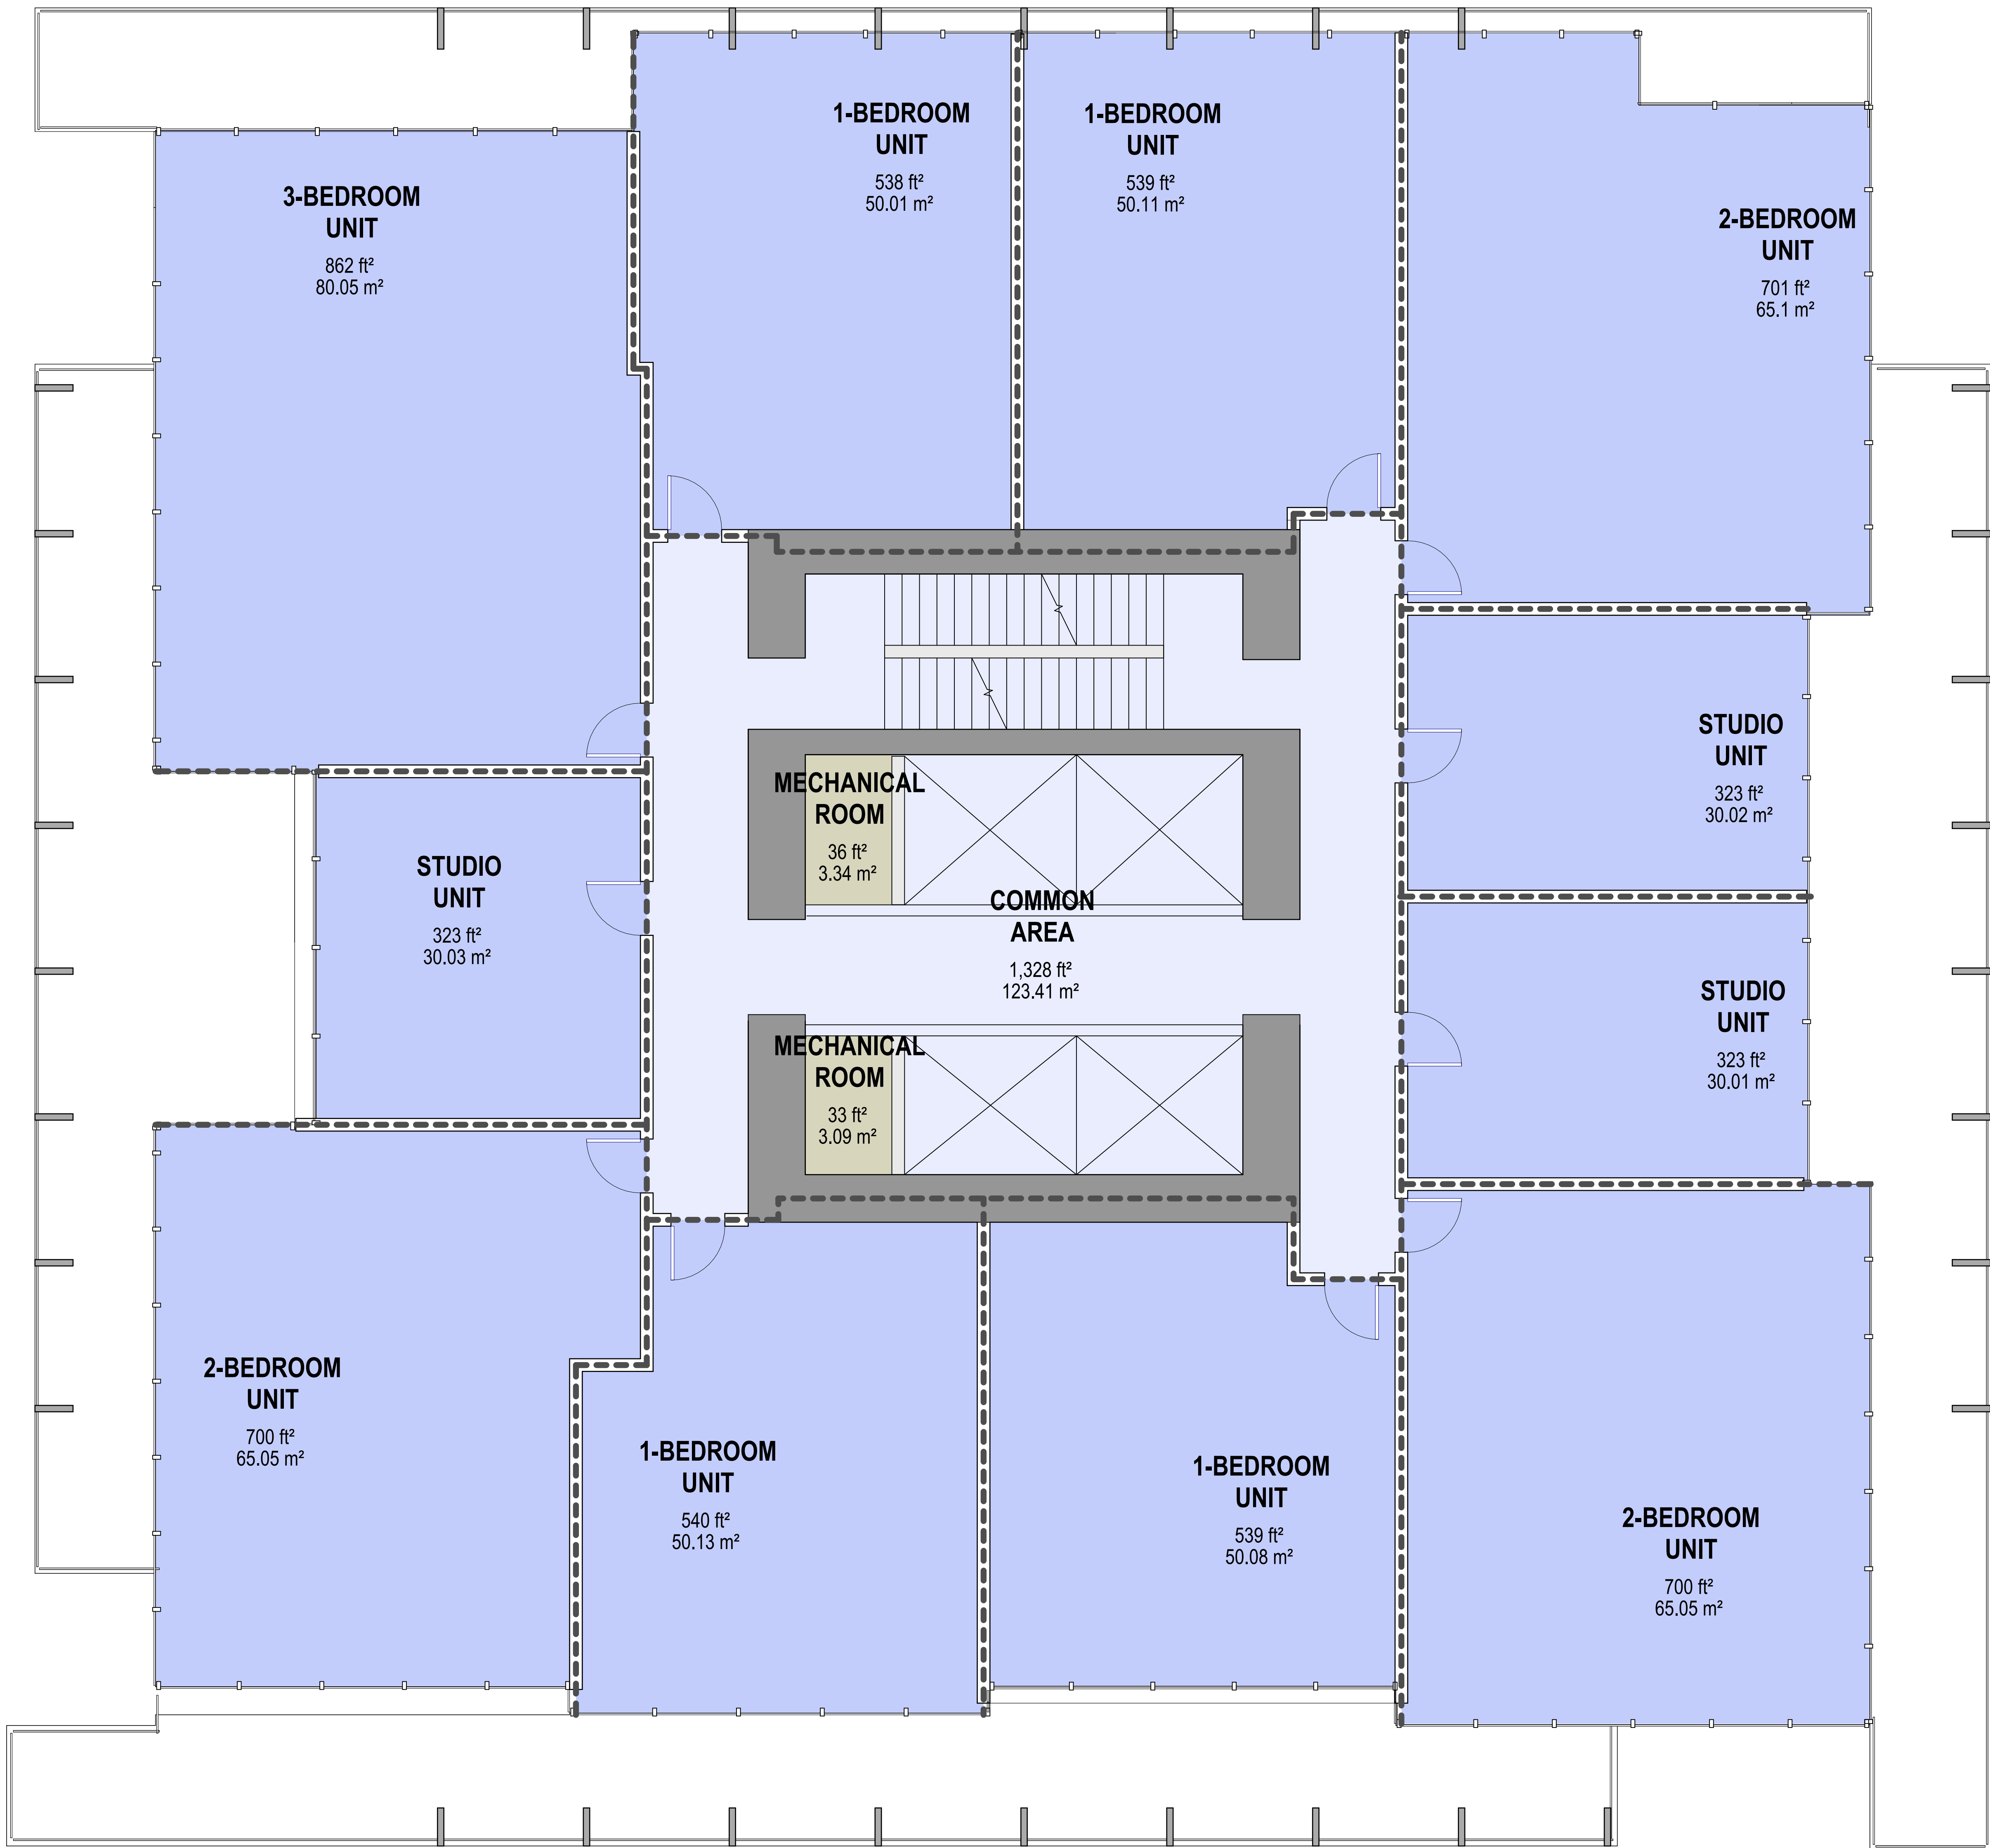 1-BEDROOM
UNIT
538 ft²
50.01 m²
1-BEDROOM
UNIT
539 ft²
50.11 m²
3-BEDROOM
UNIT
862 ft²
80.05 m²
2-BEDROOM
UNIT
701 ft²
65.1 m²
STUDIO
UNIT
323 ft²
30.02 m²
MECHANICAL
ROOM
36 ft²
3.34 m²
STUDIO
UNIT
323 ft²
30.03 m²
COMMON
AREA
1,328 ft²
123.41 m²
STUDIO
UNIT
323 ft²
30.01 m²
MECHANICAL
ROOM
33 ft²
3.09 m²
2-BEDROOM
UNIT
700 ft²
65.05 m²
1-BEDROOM
UNIT
540 ft²
50.13 m²
1-BEDROOM
UNIT
539 ft²
50.08 m²
2-BEDROOM
UNIT
700 ft²
65.05 m²